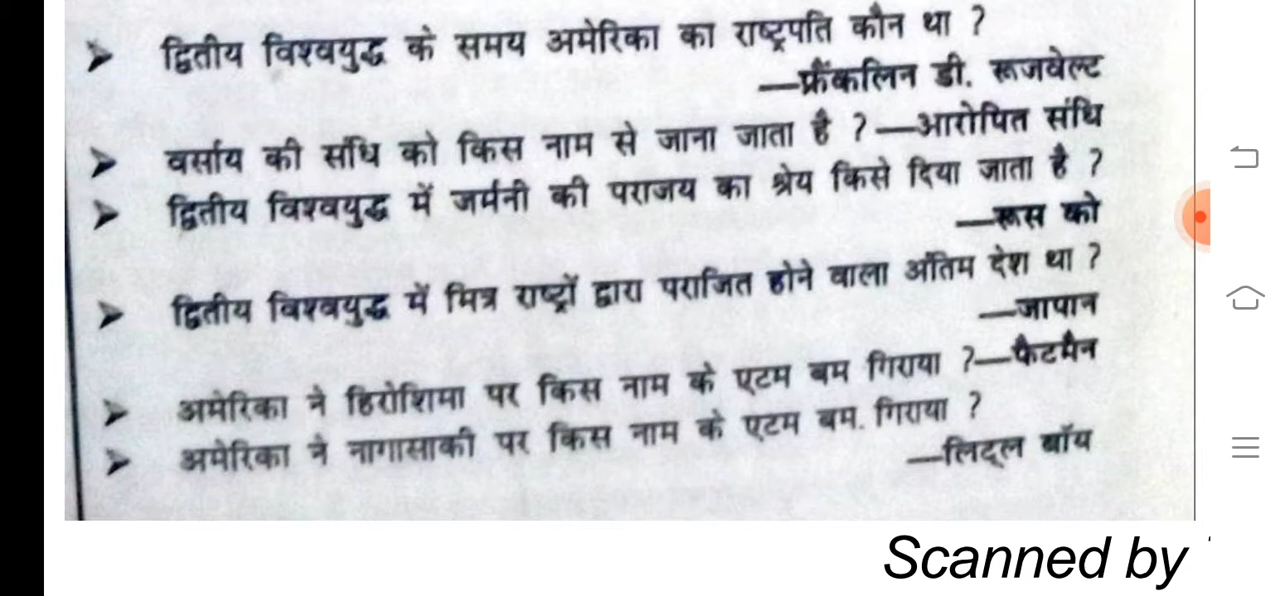 ➤ द्वितीय विश्वयुद्ध के समय अमेरिका का राष्ट्रपति कौन था ?
—फ्रैंकलिन डी. रूजवेल्ट
➤ वर्साय की संधि को किस नाम से जाना जाता है ?—आरोपित संधि
➤ द्वितीय विश्वयुद्ध में जर्मनी की पराजय का श्रेय किसे दिया जाता है ?
—रूस को
➤ द्वितीय विश्वयुद्ध में मित्र राष्ट्रों द्वारा पराजित होने वाला अंतिम देश था ?
—जापान
➤ अमेरिका ने हिरोशिमा पर किस नाम के एटम बम गिराया ?—फैटमैन
➤ अमेरिका ने नागासाकी पर किस नाम के एटम बम. गिराया ?
—लिट्ल बॉय
Scanned by